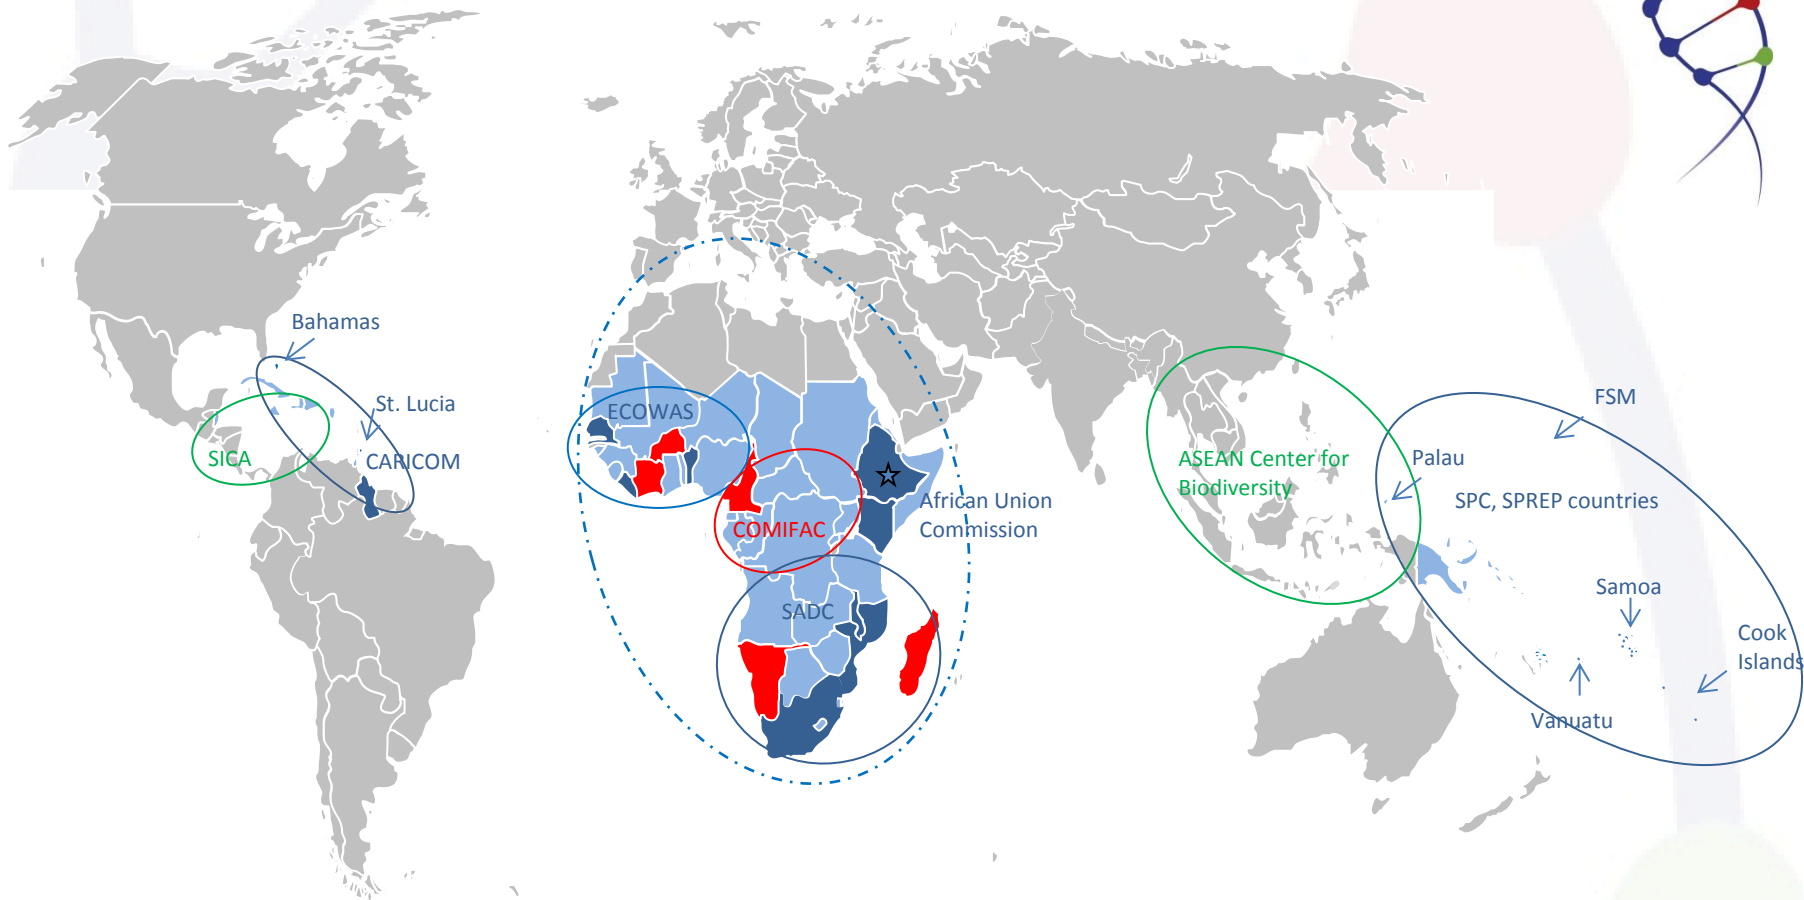 Bahamas
St. Lucia
SICA
CARICOM
ECOWAS
COMIFAC
African Union
Commission
SADC
ASEAN Center for
Biodiversity
FSM
Palau
SPC, SPREP countries
Samoa
Cook
Islands
Vanuatu